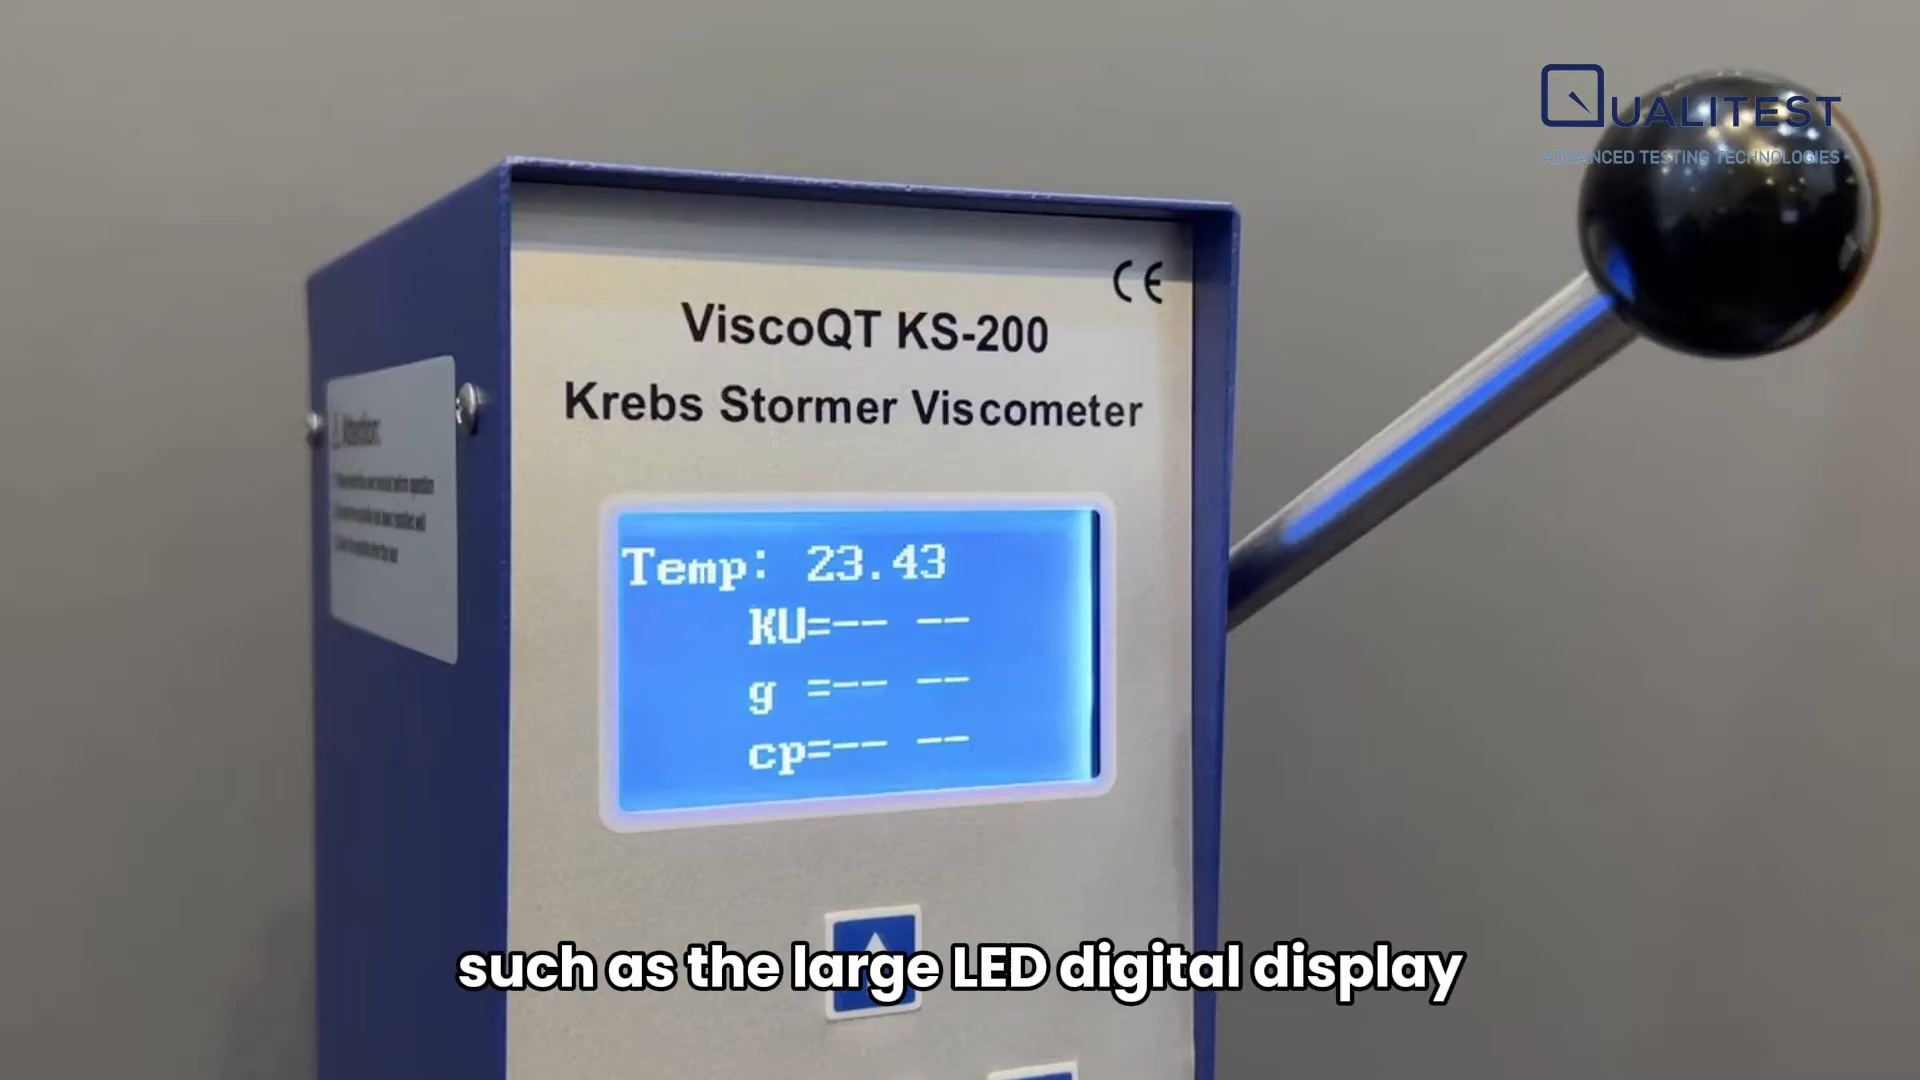 QUALITEST
ADVANCED TESTING TECHNOLOGIES
CE
ViscoQT KS-200
Krebs Stormer Viscometer
Attention:
Temp: 23.43
KU=-- --
g =-- --
cp=-- --
such as the large LED digital display